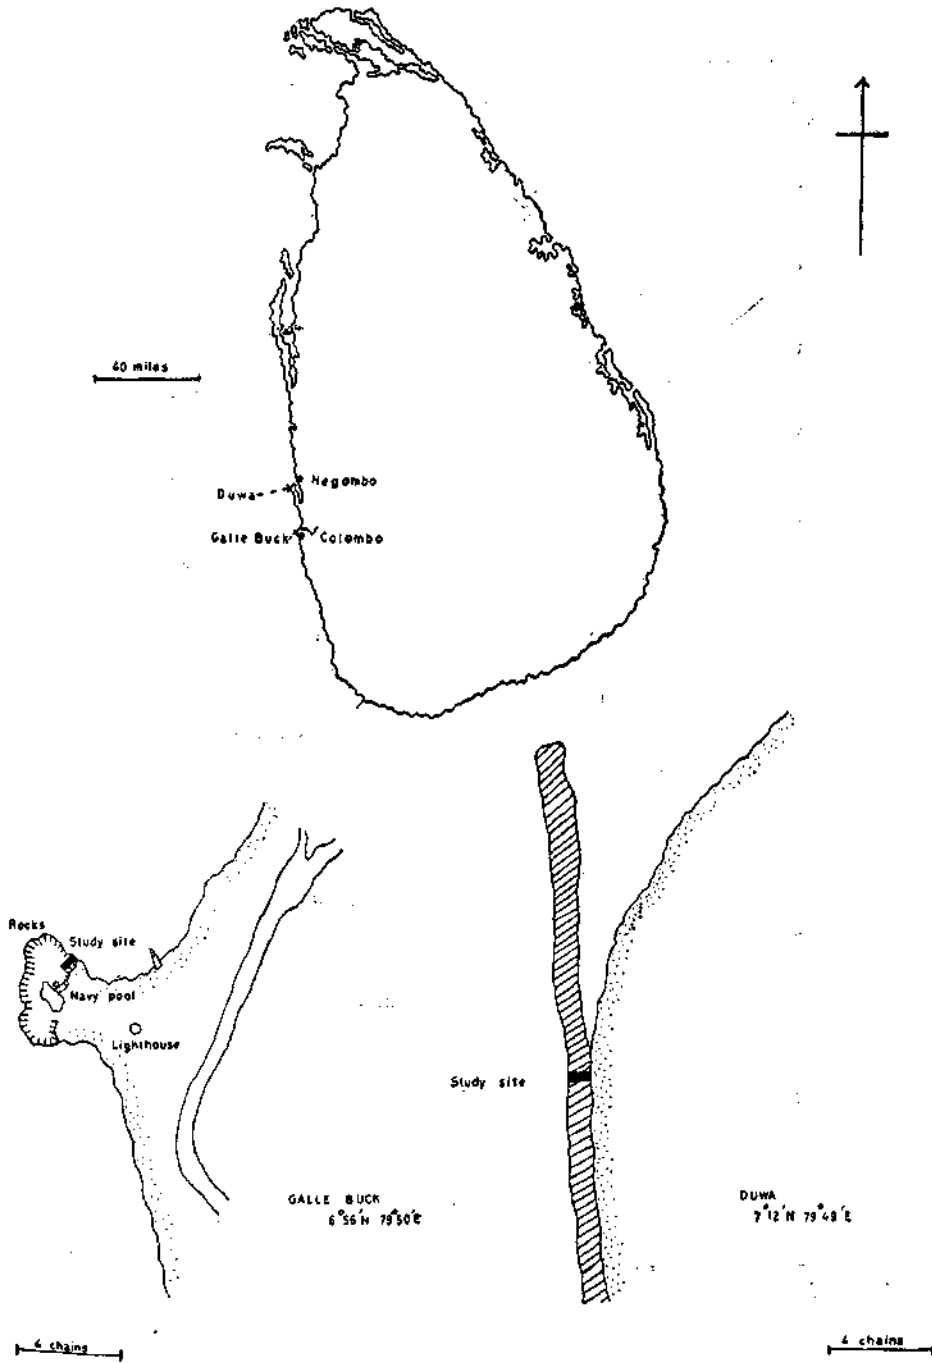 40 miles
Negombo
Duwa
Galle Buck
Colombo
Rocks
Study site
Navy pool
Lighthouse
Study site
GALLE BUCK
6°56'N 79°50'E
DUWA
7°12'N 79°48'E
4 chains
4 chains